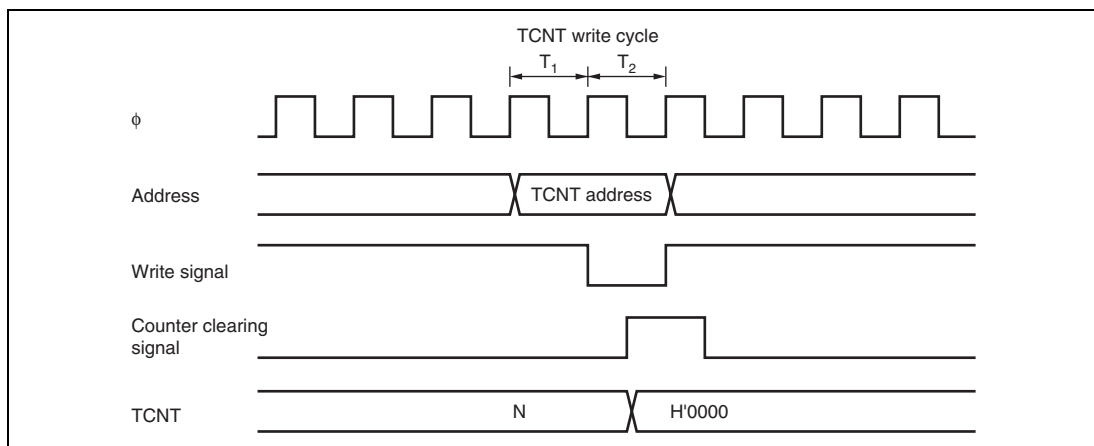 TCNT write cycle
T₁ T₂
ϕ
Address
TCNT address
Write signal
Counter clearing
signal
TCNT
N
H'0000